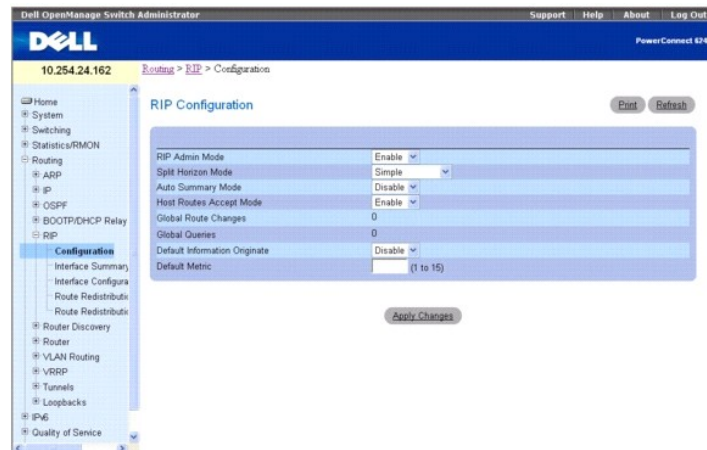 Dell OpenManage Switch Administrator
Support Help About Log Out
DELL
PowerConnect 624
10.254.24.162
Routing > RIP > Configuration
Home
System
Switching
Statistics/RMON
Routing
ARP
IP
OSPF
BOOTP/DHCP Relay
RIP
Configuration
Interface Summary
Interface Configura
Route Redistributi
Route Redistributi
Router Discovery
Router
VLAN Routing
VRRP
Tunnels
Loopbacks
IPv6
Quality of Service
RIP Configuration
Print Refresh
RIP Admin Mode Enable
Split Horizon Mode Simple
Auto Summary Mode Disable
Host Routes Accept Mode Enable
Global Route Changes 0
Global Queries 0
Default Information Originate Disable
Default Metric (1 to 15)
Apply Changes